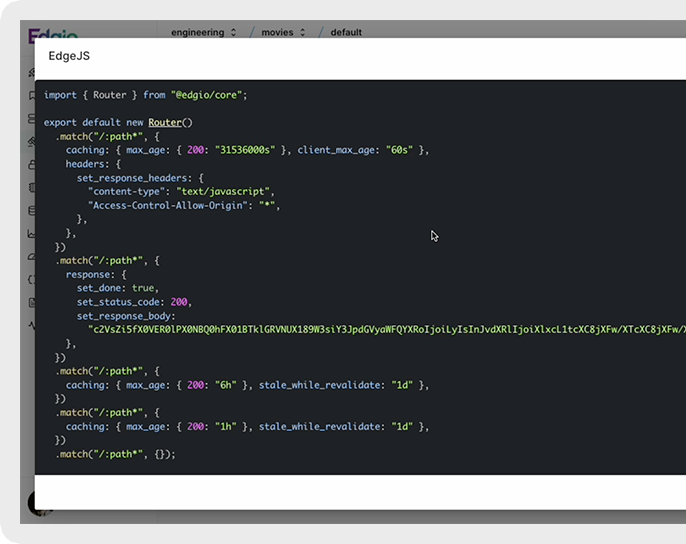 Edgio
engineering / movies / default
EdgeJS
import { Router } from "@edgio/core";
export default new Router()
.match("/:path*", {
caching: { max_age: { 200: "31536000s" }, client_max_age: "60s" },
headers: {
set_response_headers: {
"content-type": "text/javascript",
"Access-Control-Allow-Origin": "*",
},
},
})
.match("/:path*", {
response: {
set_done: true,
set_status_code: 200,
set_response_body:
},
})
.match("/:path*", {
caching: { max_age: { 200: "6h" }, stale_while_revalidate: "1d" },
})
.match("/:path*", {
caching: { max_age: { 200: "1h" }, stale_while_revalidate: "1d" },
})
.match("/:path*", {});